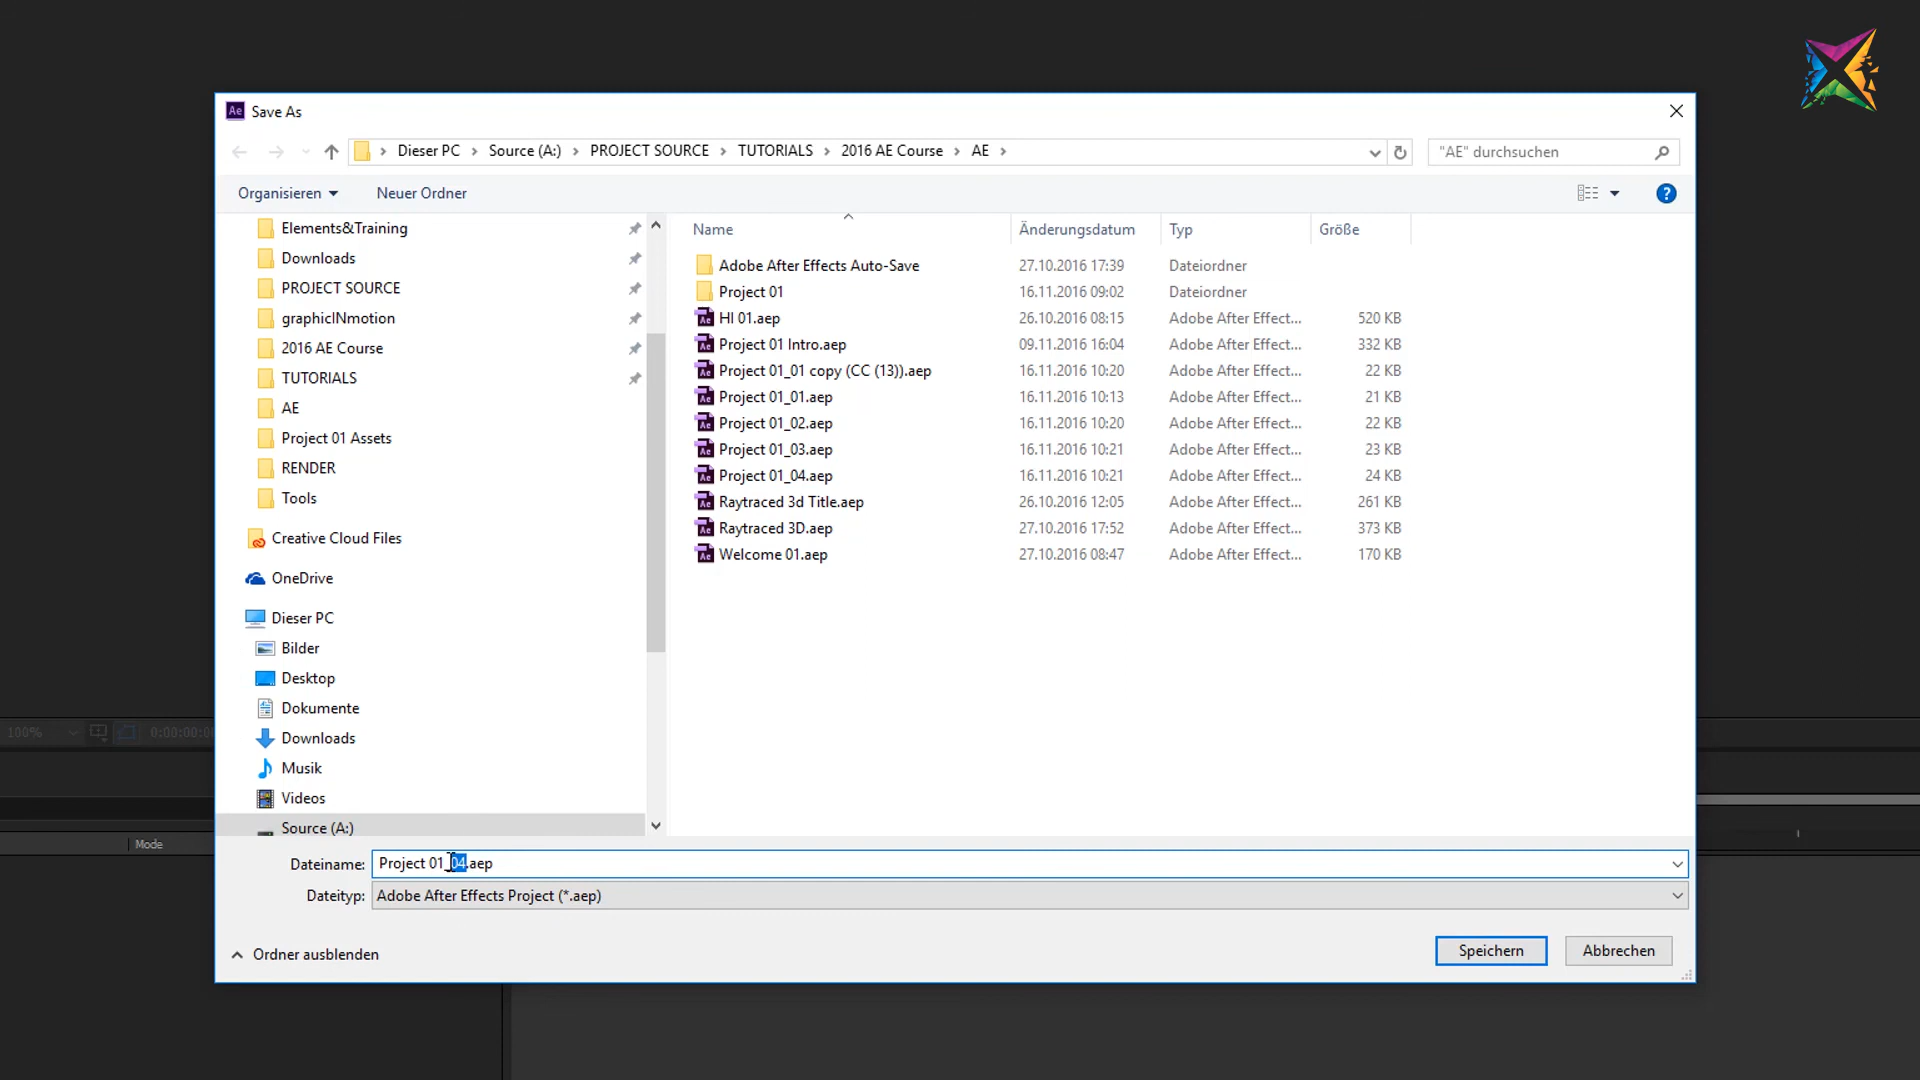 Ae Save As
Dieser PC Source (A:) PROJECT SOURCE TUTORIALS 2016 AE Course AE
"AE" durchsuchen
Organisieren Neuer Ordner
Elements&Training
Downloads
PROJECT SOURCE
graphicINmotion
2016 AE Course
TUTORIALS
AE
Project 01 Assets
RENDER
Tools
Creative Cloud Files
OneDrive
Dieser PC
Bilder
Desktop
Dokumente
Downloads
Musik
Videos
Source (A:)
Name Änderungsdatum Typ Größe
Adobe After Effects Auto-Save 27.10.2016 17:39 Dateiordner
Project 01 16.11.2016 09:02 Dateiordner
HI 01.aep 26.10.2016 08:15 Adobe After Effect... 520 KB
Project 01 Intro.aep 09.11.2016 16:04 Adobe After Effect... 332 KB
Project 01_01 copy (CC (13)).aep 16.11.2016 10:20 Adobe After Effect... 22 KB
Project 01_01.aep 16.11.2016 10:13 Adobe After Effect... 21 KB
Project 01_02.aep 16.11.2016 10:20 Adobe After Effect... 22 KB
Project 01_03.aep 16.11.2016 10:21 Adobe After Effect... 23 KB
Project 01_04.aep 16.11.2016 10:21 Adobe After Effect... 24 KB
Raytraced 3d Title.aep 26.10.2016 12:05 Adobe After Effect... 261 KB
Raytraced 3D.aep 27.10.2016 17:52 Adobe After Effect... 373 KB
Welcome 01.aep 27.10.2016 08:47 Adobe After Effect... 170 KB
100%
Mode
Dateiname: Project 01_04.aep
Dateityp: Adobe After Effects Project (*.aep)
Ordner ausblenden
Speichern Abbrechen